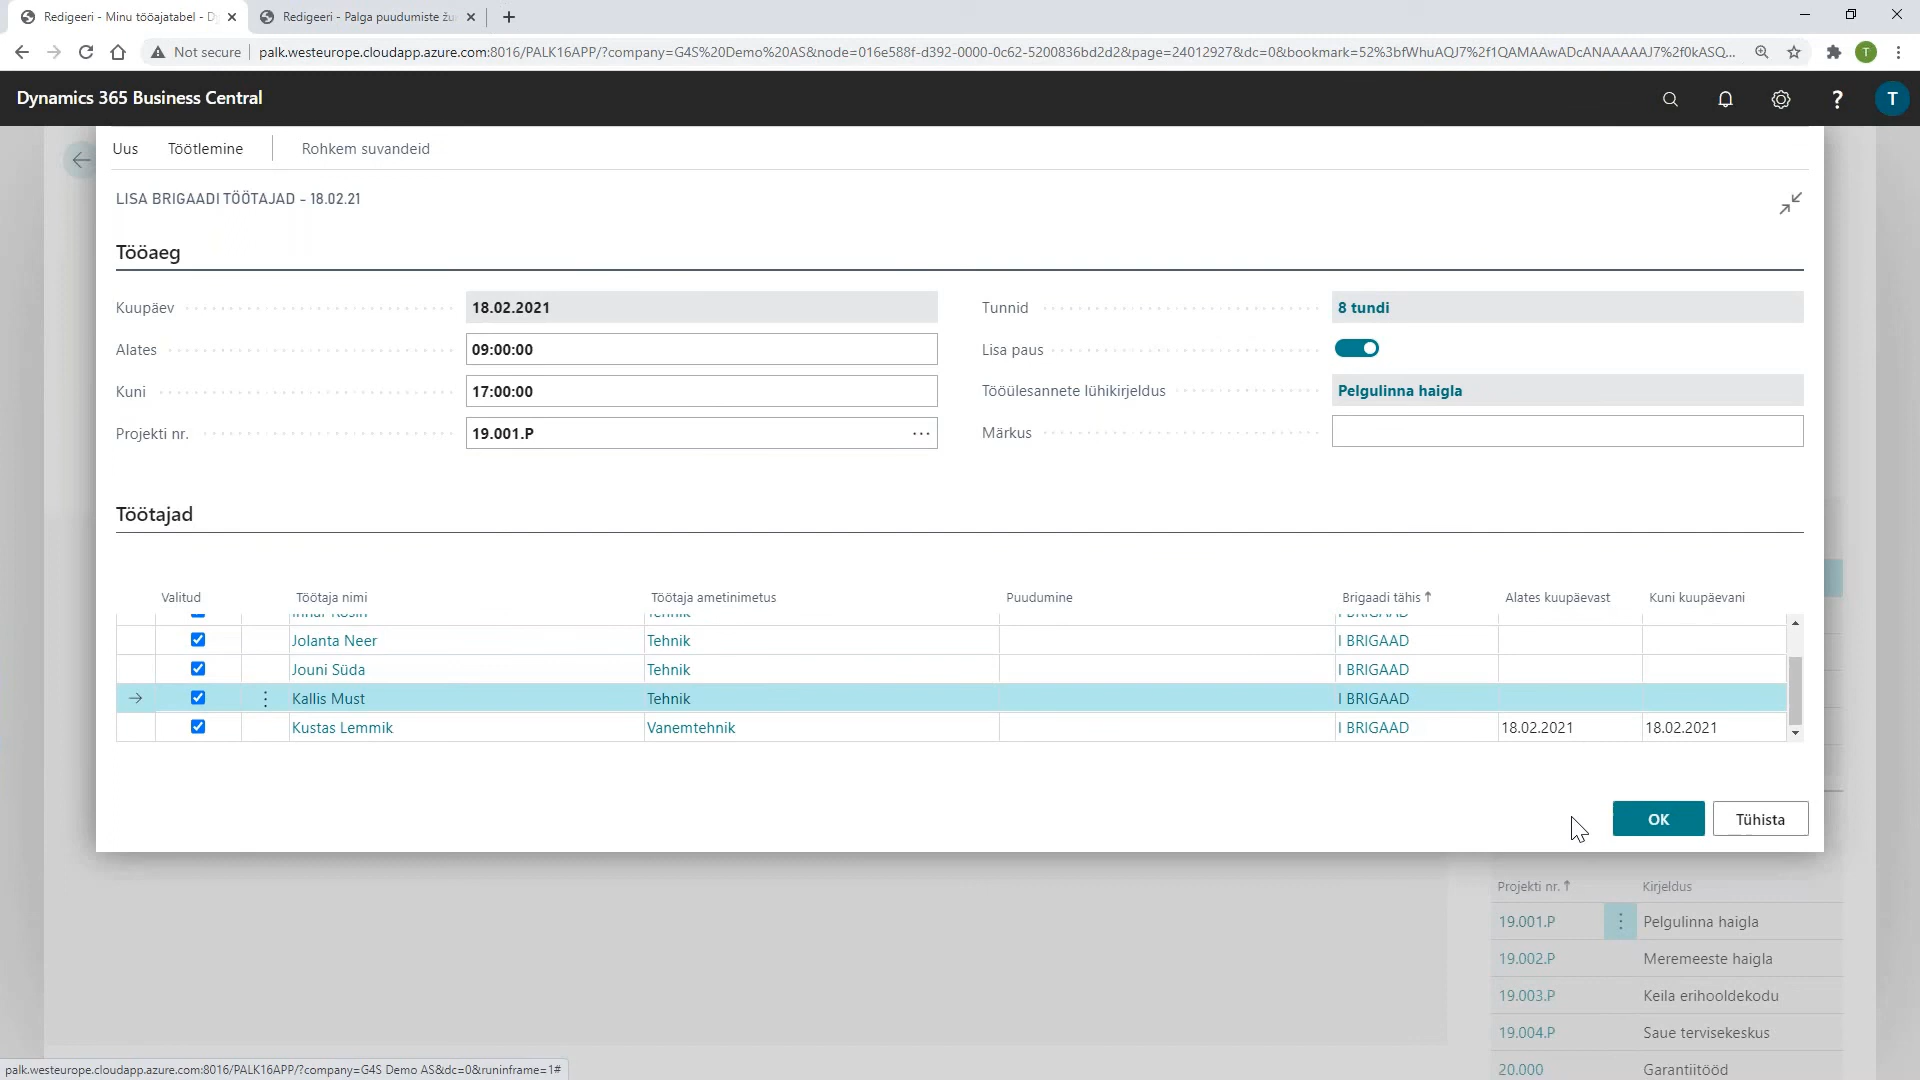 Redigeeri - Minu tööajatabel - D
Redigeeri - Palga puudumiste žu
Not secure
palk.westeurope.cloudapp.azure.com:8016/PALK16APP/?company=G4S%20Demo%20AS&node=016e588f-d392-0000-0c62-5200836bd2d2&page=24012927&dc=0&bookmark=52%3bfWhuAQJ7%2f1QAMAAwADcANAAAAAJ7%2f0kASQ...
T
Dynamics 365 Business Central
?
T
Uus
Töötlemine
Rohkem suvandeid
LISA BRIGAADI TÖÖTAJAD - 18.02.21
Tööaeg
Kuupäev
18.02.2021
Tunnid
8 tundi
Alates
09:00:00
Lisa paus
Kuni
17:00:00
Tööülesannete lühikirjeldus
Pelgulinna haigla
Projekti nr.
19.001.P
Märkus
Töötajad
Valitud
Töötaja nimi
Töötaja ametinimetus
Puudumine
Brigaadi tähis ↑
Alates kuupäevast
Kuni kuupäevani
Tehnik
I BRIGAAD
Jolanta Neer
Tehnik
I BRIGAAD
Jouni Süda
Tehnik
I BRIGAAD
Kallis Must
Tehnik
I BRIGAAD
Kustas Lemmik
Vanemtehnik
I BRIGAAD
18.02.2021
18.02.2021
OK
Tühista
Projekti nr. ↑
Kirjeldus
19.001.P
Pelgulinna haigla
19.002.P
Meremeeste haigla
19.003.P
Keila erihooldekodu
19.004.P
Saue tervisekeskus
20.000
Garantiitööd
palk.westeurope.cloudapp.azure.com:8016/PALK16APP/?company=G4S Demo AS&dc=0&runinframe=1#